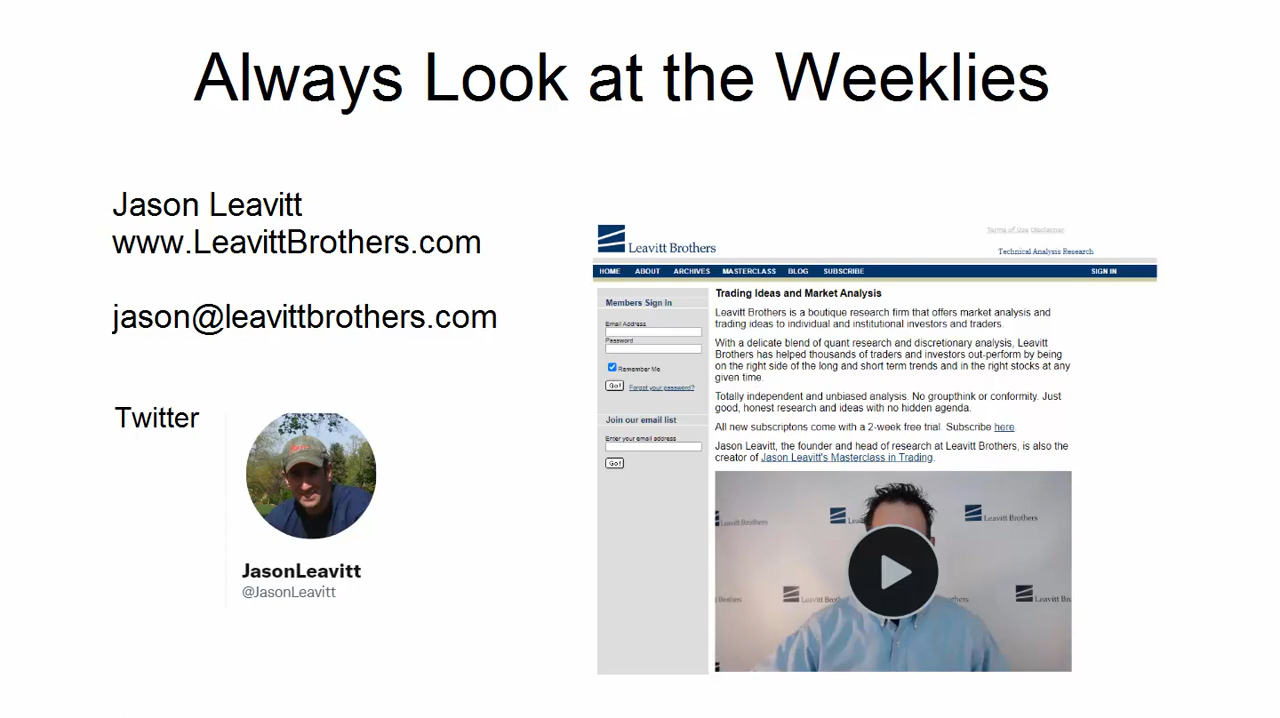 Always Look at the Weeklies
Jason Leavitt
www.LeavittBrothers.com
jason@leavittbrothers.com
Twitter
JasonLeavitt
@JasonLeavitt
Leavitt Brothers
Terms of Use Disclaimer
Technical Analysis Research
HOME ABOUT ARCHIVES MASTERCLASS BLOG SUBSCRIBE SIGN IN
Members Sign In
Email Address
Password
Remember Me
Go! Forgot your password?
Join our email list
Enter your email address
Go!
Trading Ideas and Market Analysis
Leavitt Brothers is a boutique research firm that offers market analysis and
trading ideas to individual and institutional investors and traders.
With a delicate blend of quant research and discretionary analysis, Leavitt
Brothers has helped thousands of traders and investors out-perform by being
on the right side of the long and short term trends and in the right stocks at any
given time.
Totally independent and unbiased analysis. No groupthink or conformity. Just
good, honest research and ideas with no hidden agenda.
All new subscriptons come with a 2-week free trial. Subscribe here.
Jason Leavitt, the founder and head of research at Leavitt Brothers, is also the
creator of Jason Leavitt's Masterclass in Trading.
Leavitt Brothers